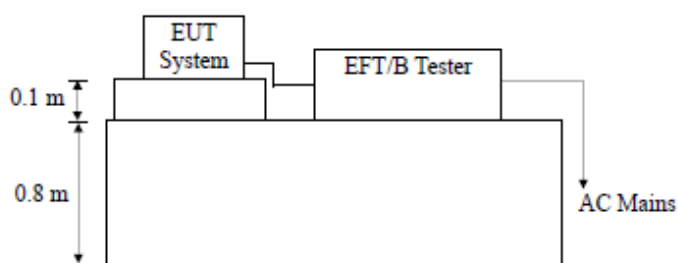 EUT
System
EFT/B Tester
0.1 m
0.8 m
AC Mains